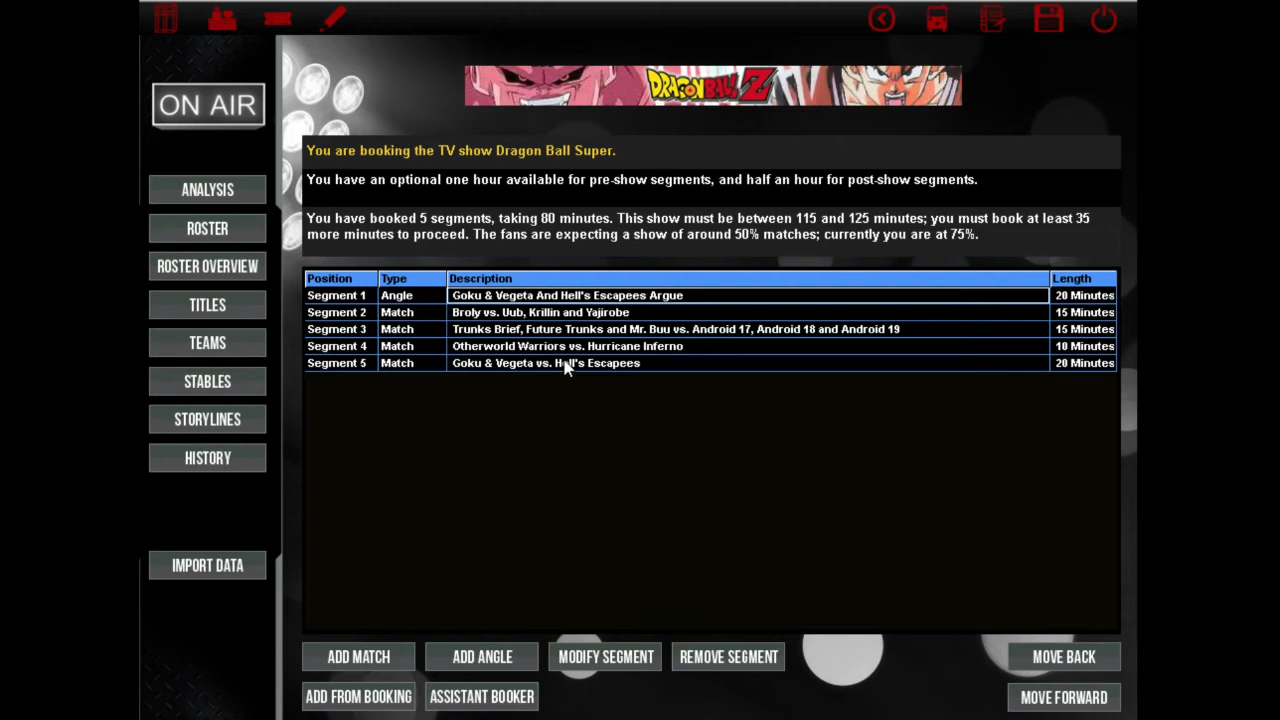 DRAGON BALL Z
ON AIR
You are booking the TV show Dragon Ball Super.
You have an optional one hour available for pre-show segments, and half an hour for post-show segments.
You have booked 5 segments, taking 80 minutes. This show must be between 115 and 125 minutes; you must book at least 35
more minutes to proceed. The fans are expecting a show of around 50% matches; currently you are at 75%.
ANALYSIS
ROSTER
ROSTER OVERVIEW
TITLES
TEAMS
STABLES
STORYLINES
HISTORY
IMPORT DATA
Position Type Description Length
Segment 1 Angle Goku & Vegeta And Hell's Escapees Argue 20 Minutes
Segment 2 Match Broly vs. Uub, Krillin and Yajirobe 15 Minutes
Segment 3 Match Trunks Brief, Future Trunks and Mr. Buu vs. Android 17, Android 18 and Android 19 15 Minutes
Segment 4 Match Otherworld Warriors vs. Hurricane Inferno 10 Minutes
Segment 5 Match Goku & Vegeta vs. Hell's Escapees 20 Minutes
ADD MATCH ADD ANGLE MODIFY SEGMENT REMOVE SEGMENT MOVE BACK
ADD FROM BOOKING ASSISTANT BOOKER MOVE FORWARD